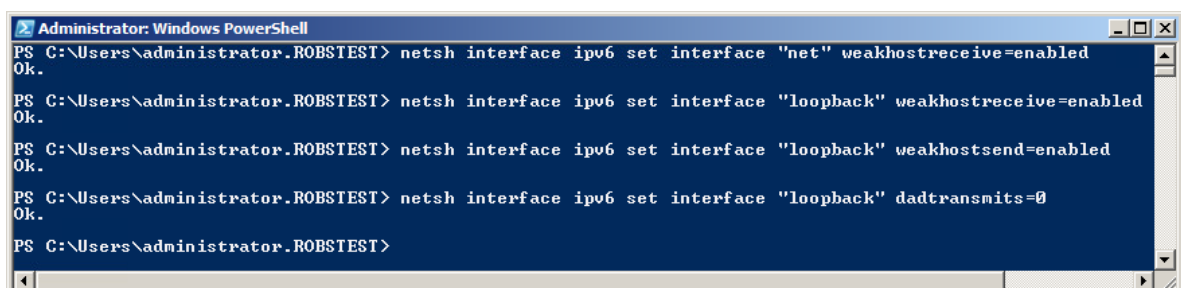 Administrator: Windows PowerShell
PS C:\Users\administrator.ROBSTEST> netsh interface ipv6 set interface "net" weakhostreceive=enabled
Ok.
PS C:\Users\administrator.ROBSTEST> netsh interface ipv6 set interface "loopback" weakhostreceive=enabled
Ok.
PS C:\Users\administrator.ROBSTEST> netsh interface ipv6 set interface "loopback" weakhostsend=enabled
Ok.
PS C:\Users\administrator.ROBSTEST> netsh interface ipv6 set interface "loopback" dadtransmits=0
Ok.
PS C:\Users\administrator.ROBSTEST>